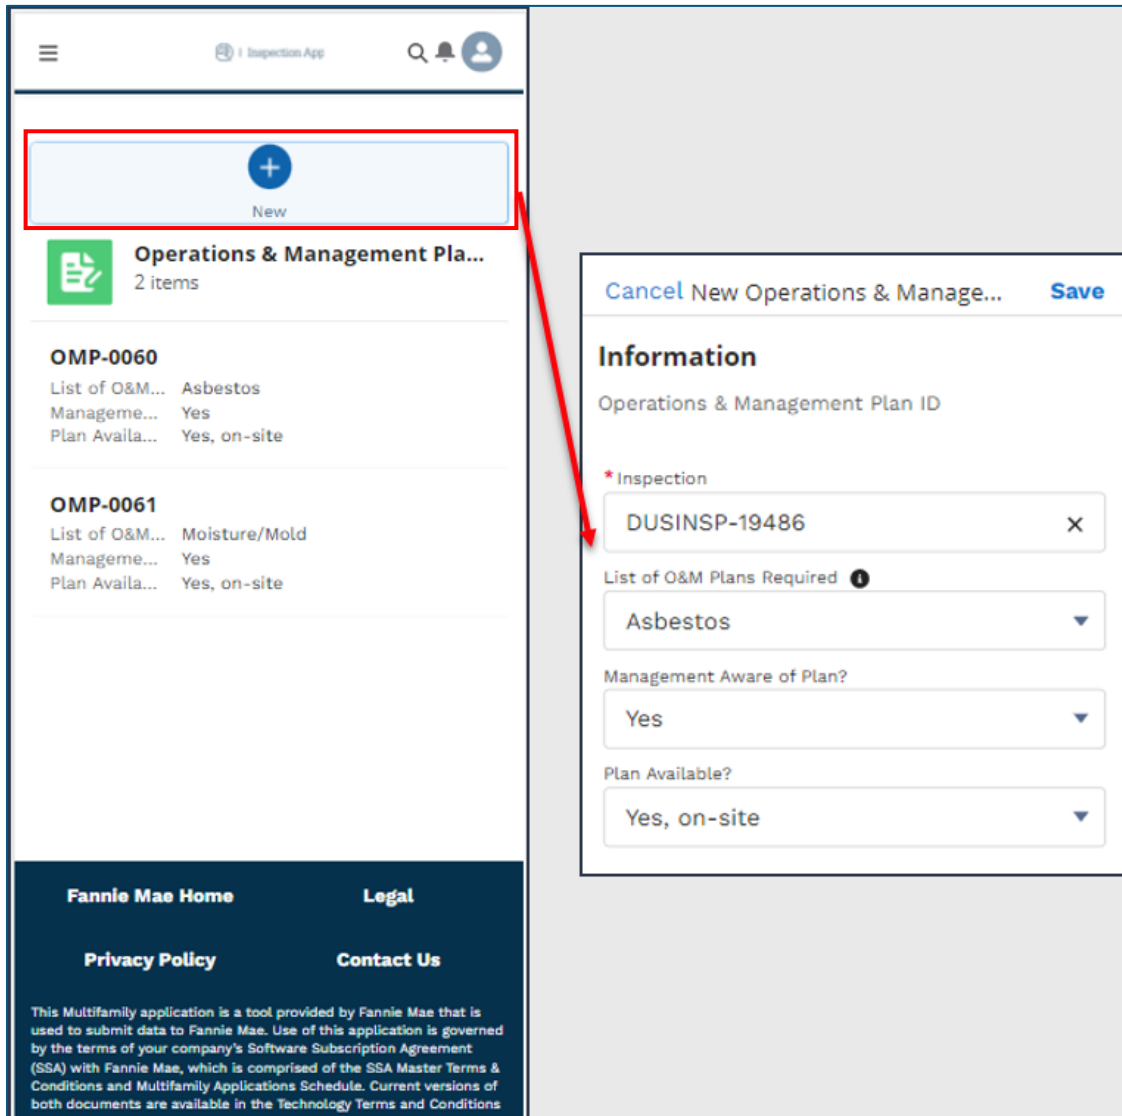 Inspection App
New
Operations & Management Pla...
2 items
OMP-0060
List of O&M... Asbestos
Manageme... Yes
Plan Availa... Yes, on-site
OMP-0061
List of O&M... Moisture/Mold
Manageme... Yes
Plan Availa... Yes, on-site
Fannie Mae Home Legal
Privacy Policy Contact Us
This Multifamily application is a tool provided by Fannie Mae that is
used to submit data to Fannie Mae. Use of this application is governed
by the terms of your company's Software Subscription Agreement
(SSA) with Fannie Mae, which is comprised of the SSA Master Terms &
Conditions and Multifamily Applications Schedule. Current versions of
both documents are available in the Technology Terms and Conditions
Cancel New Operations & Manage... Save
Information
Operations & Management Plan ID
*Inspection
DUSINSP-19486
List of O&M Plans Required
Asbestos
Management Aware of Plan?
Yes
Plan Available?
Yes, on-site